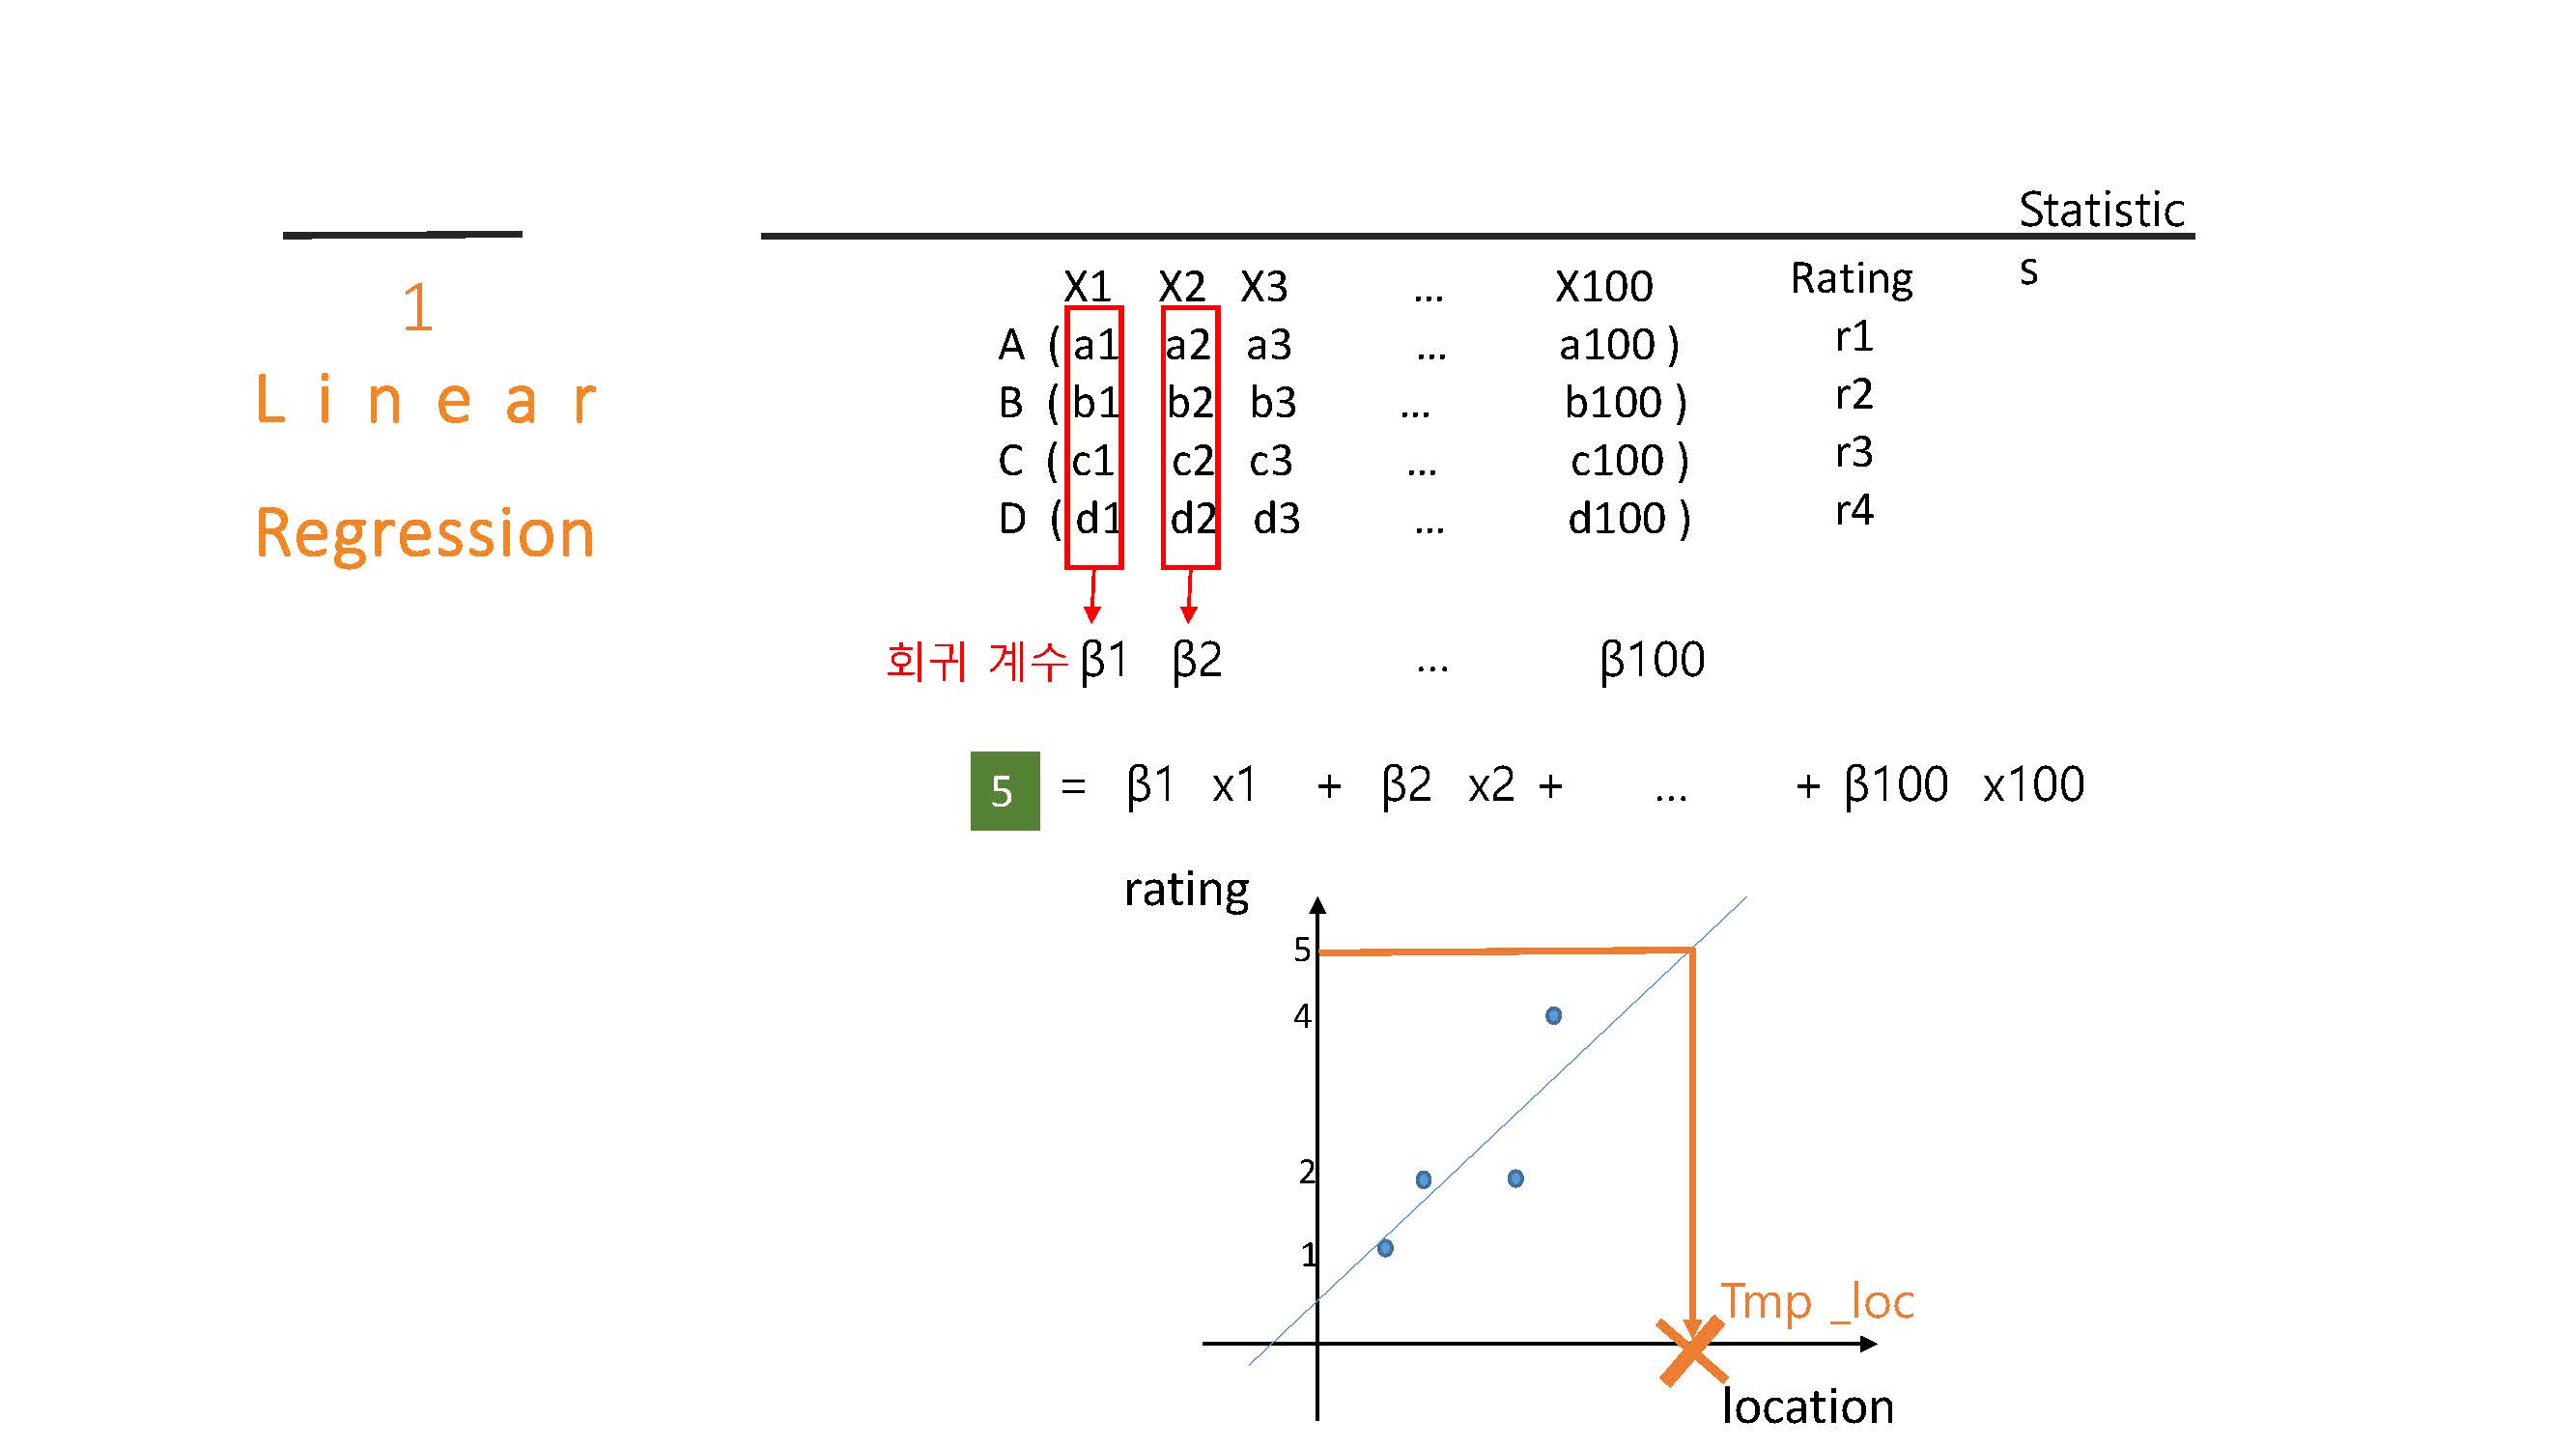 Statistic
s
1
Linear
Regression
X1 X2 X3 ... X100 Rating
A ( a1 a2 a3 ... a100 ) r1
B ( b1 b2 b3 ... b100 ) r2
C ( c1 c2 c3 ... c100 ) r3
D ( d1 d2 d3 ... d100 ) r4
회귀 계수 β1 β2 ... β100
5 = β1 x1 + β2 x2 + ... + β100 x100
rating
5
4
2
1
Tmp _loc
location